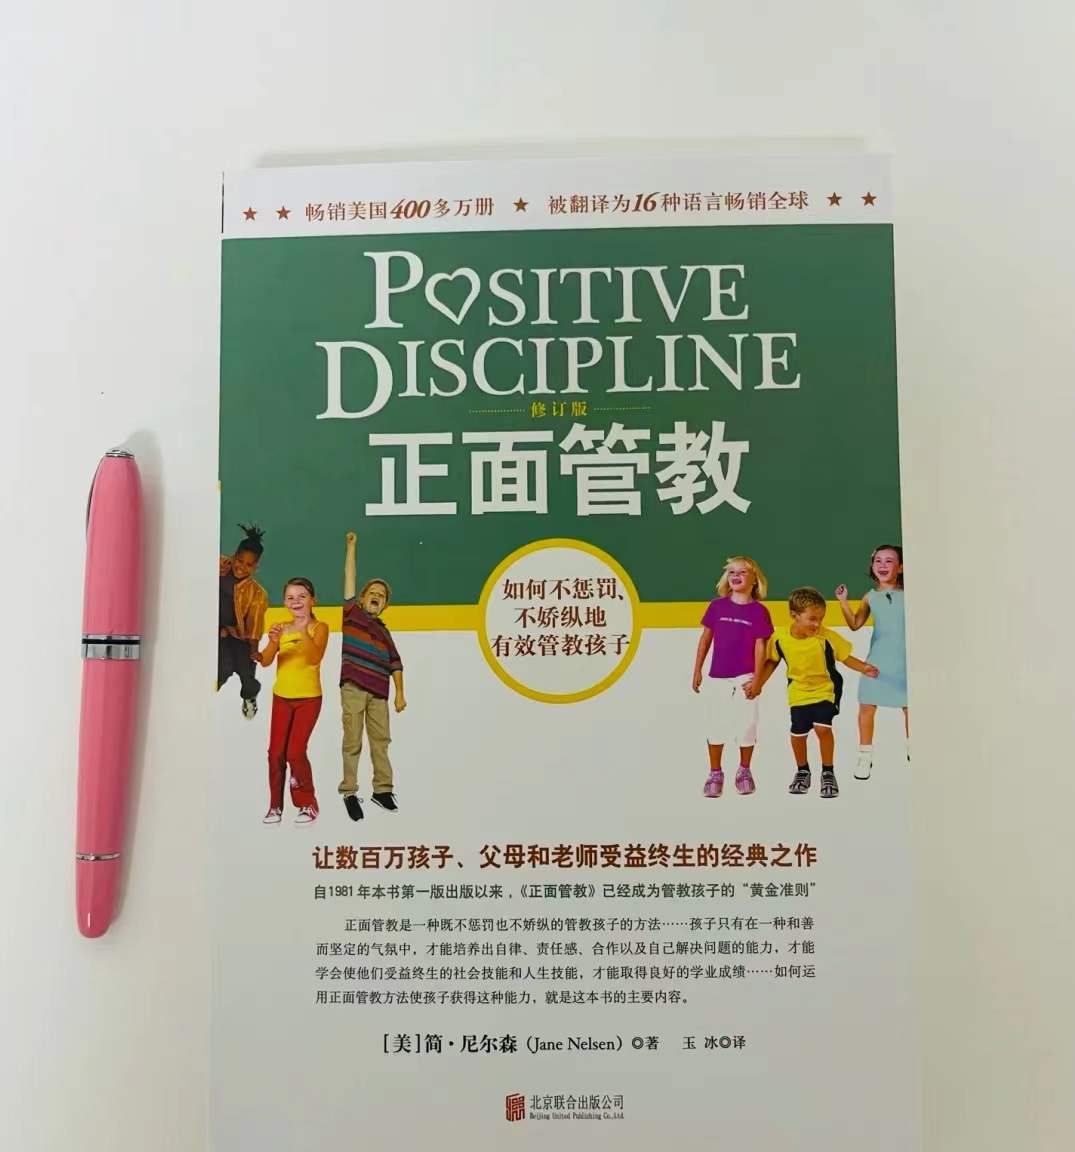 ★ ★ 畅销美国400多万册 ★ 被翻译为16种语言畅销全球 ★ ★
POSITIVE
DISCIPLINE
修订版
正面管教
如何不惩罚、
不娇纵地
有效管教孩子
让数百万孩子、父母和老师受益终生的经典之作
自1981年本书第一版出版以来，《正面管教》已经成为管教孩子的“黄金准则”
正面管教是一种既不惩罚也不娇纵的管教孩子的方法……孩子只有在一种和善
而坚定的气氛中，才能培养出自律、责任感、合作以及自己解决问题的能力，才能
学会使他们受益终生的社会技能和人生技能，才能取得良好的学业成绩……如何运
用正面管教方法使孩子获得这种能力，就是这本书的主要内容。
［美］简·尼尔森（Jane Nelsen）◎著 玉 冰◎译
北京联合出版公司
Beijing United Publishing Co.,Ltd.